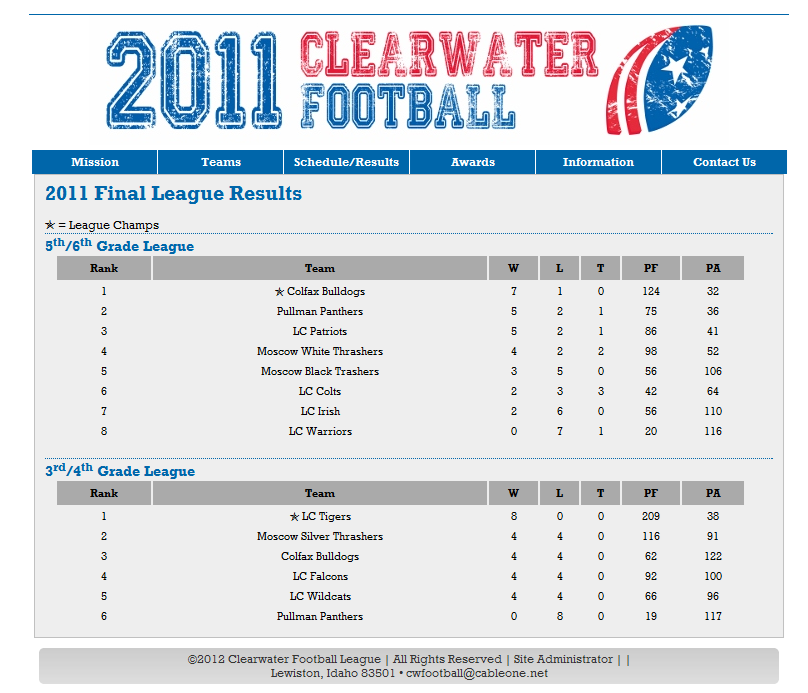 2011 CLEARWATER FOOTBALL
Mission Teams Schedule/Results Awards Information Contact Us
2011 Final League Results
★ = League Champs
5th/6th Grade League
Rank Team W L T PF PA
1 ★ Colfax Bulldogs 7 1 0 124 32
2 Pullman Panthers 5 2 1 75 36
3 LC Patriots 5 2 1 86 41
4 Moscow White Thrashers 4 2 2 98 52
5 Moscow Black Trashers 3 5 0 56 106
6 LC Colts 2 3 3 42 64
7 LC Irish 2 6 0 56 110
8 LC Warriors 0 7 1 20 116
3rd/4th Grade League
Rank Team W L T PF PA
1 ★ LC Tigers 8 0 0 209 38
2 Moscow Silver Thrashers 4 4 0 116 91
3 Colfax Bulldogs 4 4 0 62 122
4 LC Falcons 4 4 0 92 100
5 LC Wildcats 4 4 0 66 96
6 Pullman Panthers 0 8 0 19 117
©2012 Clearwater Football League | All Rights Reserved | Site Administrator | |
Lewiston, Idaho 83501 • cwfootball@cableone.net